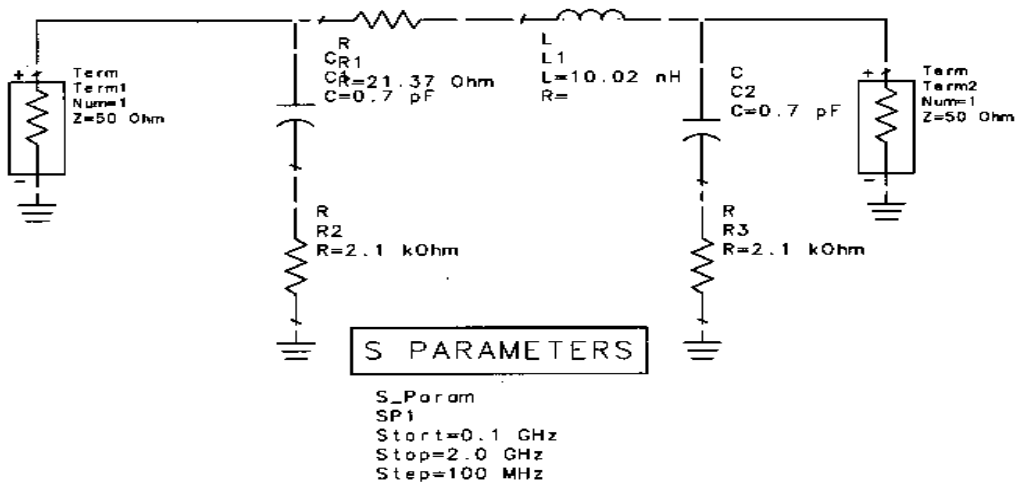 R
C
R1
C1
R=21.37 Ohm
C=0.7 pF
L
L1
L=10.02 nH
R=
C
C2
C=0.7 pF
+
Term
Term1
Num=1
Z=50 Ohm
-
+
Term
Term2
Num=1
Z=50 Ohm
-
R
R2
R=2.1 kOhm
R
R3
R=2.1 kOhm
S PARAMETERS
S_Param
SP1
Start=0.1 GHz
Stop=2.0 GHz
Step=100 MHz